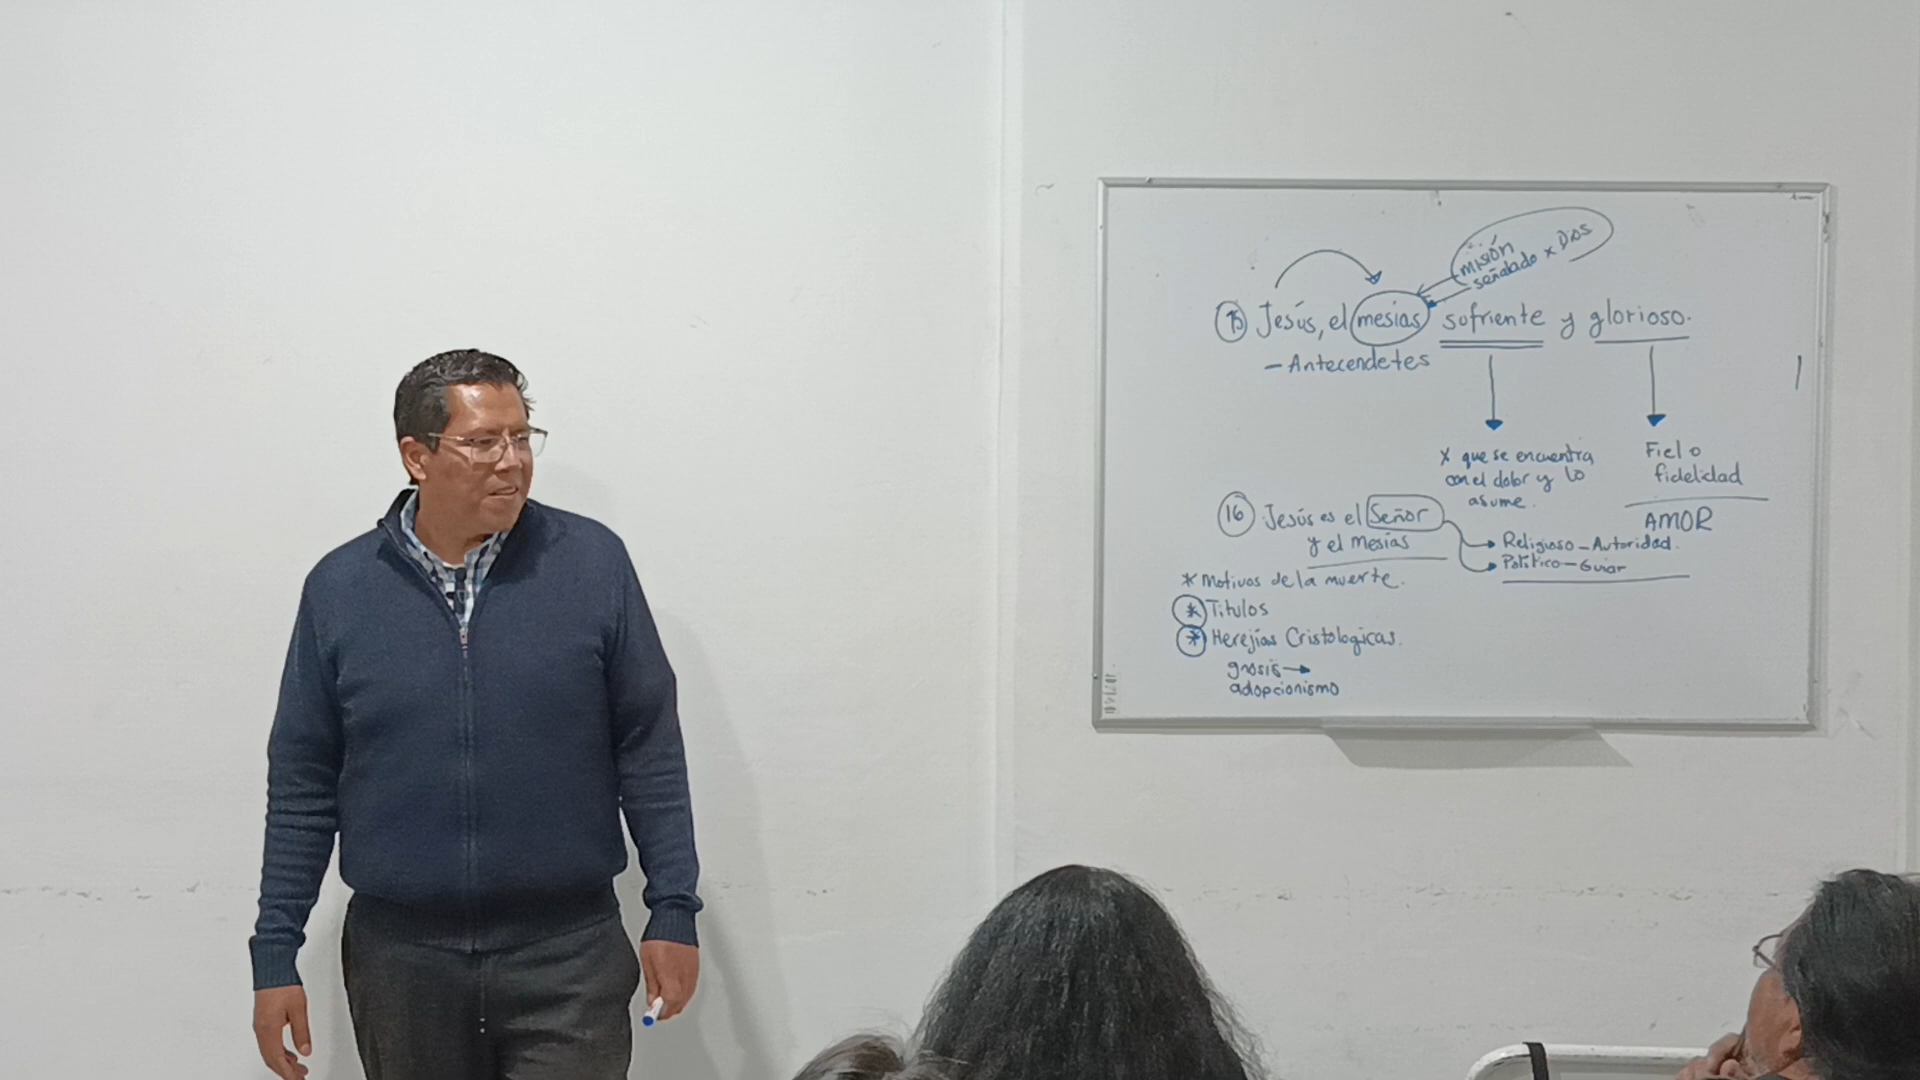 misión
señalado x Dios
15 Jesús, el mesias sufriente y glorioso.
- Antecendetes
x que se encuentra
con el dolor y lo
asume.
Fiel o
fidelidad
AMOR
16 Jesús es el Señor
y el Mesías
Religioso - Autoridad.
Político - Guiar
* Motivos de la muerte.
* Titulos
* Herejías Cristologicas.
gnosis →
adopcionismo